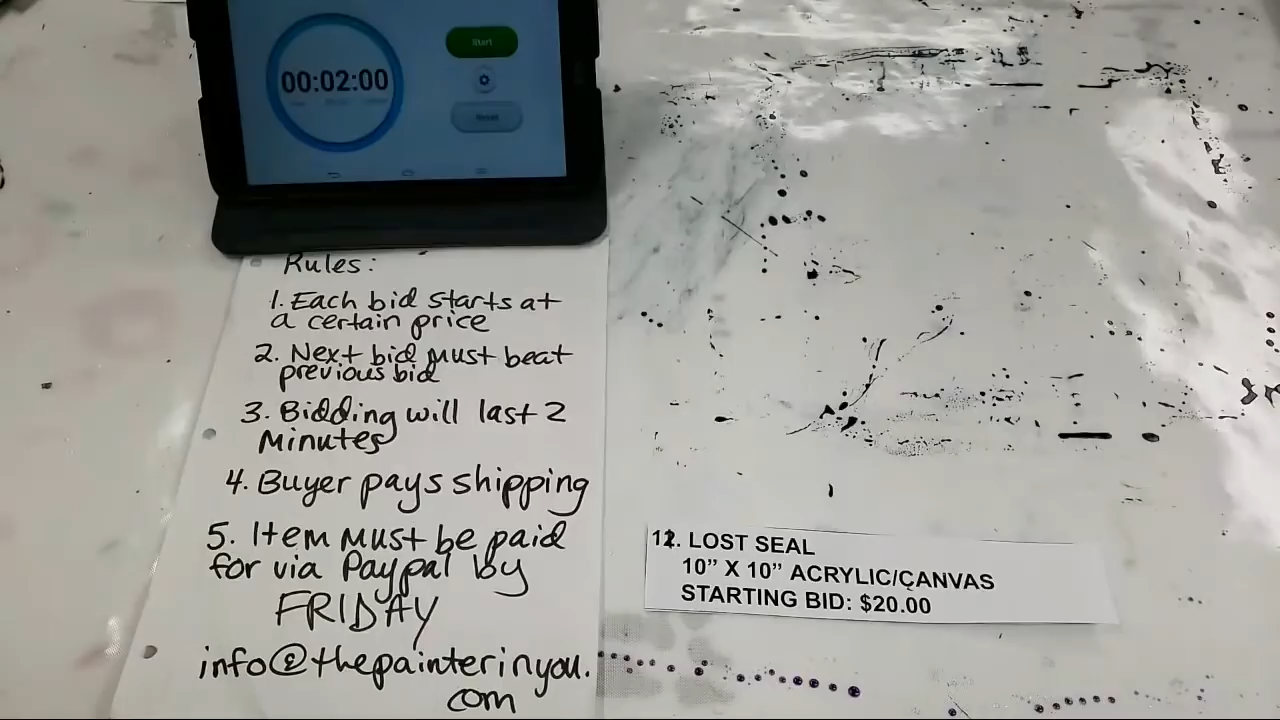 00:02:00
Start
Reset
Rules:
1. Each bid starts at
a certain price
2. Next bid must beat
previous bid
3. Bidding will last 2
Minutes
4. Buyer pays shipping
5. Item must be paid
for via Paypal by
FRIDAY
info@thepainterinyou.
com
LOST SEAL
10” X 10” ACRYLIC/CANVAS
STARTING BID: $20.00